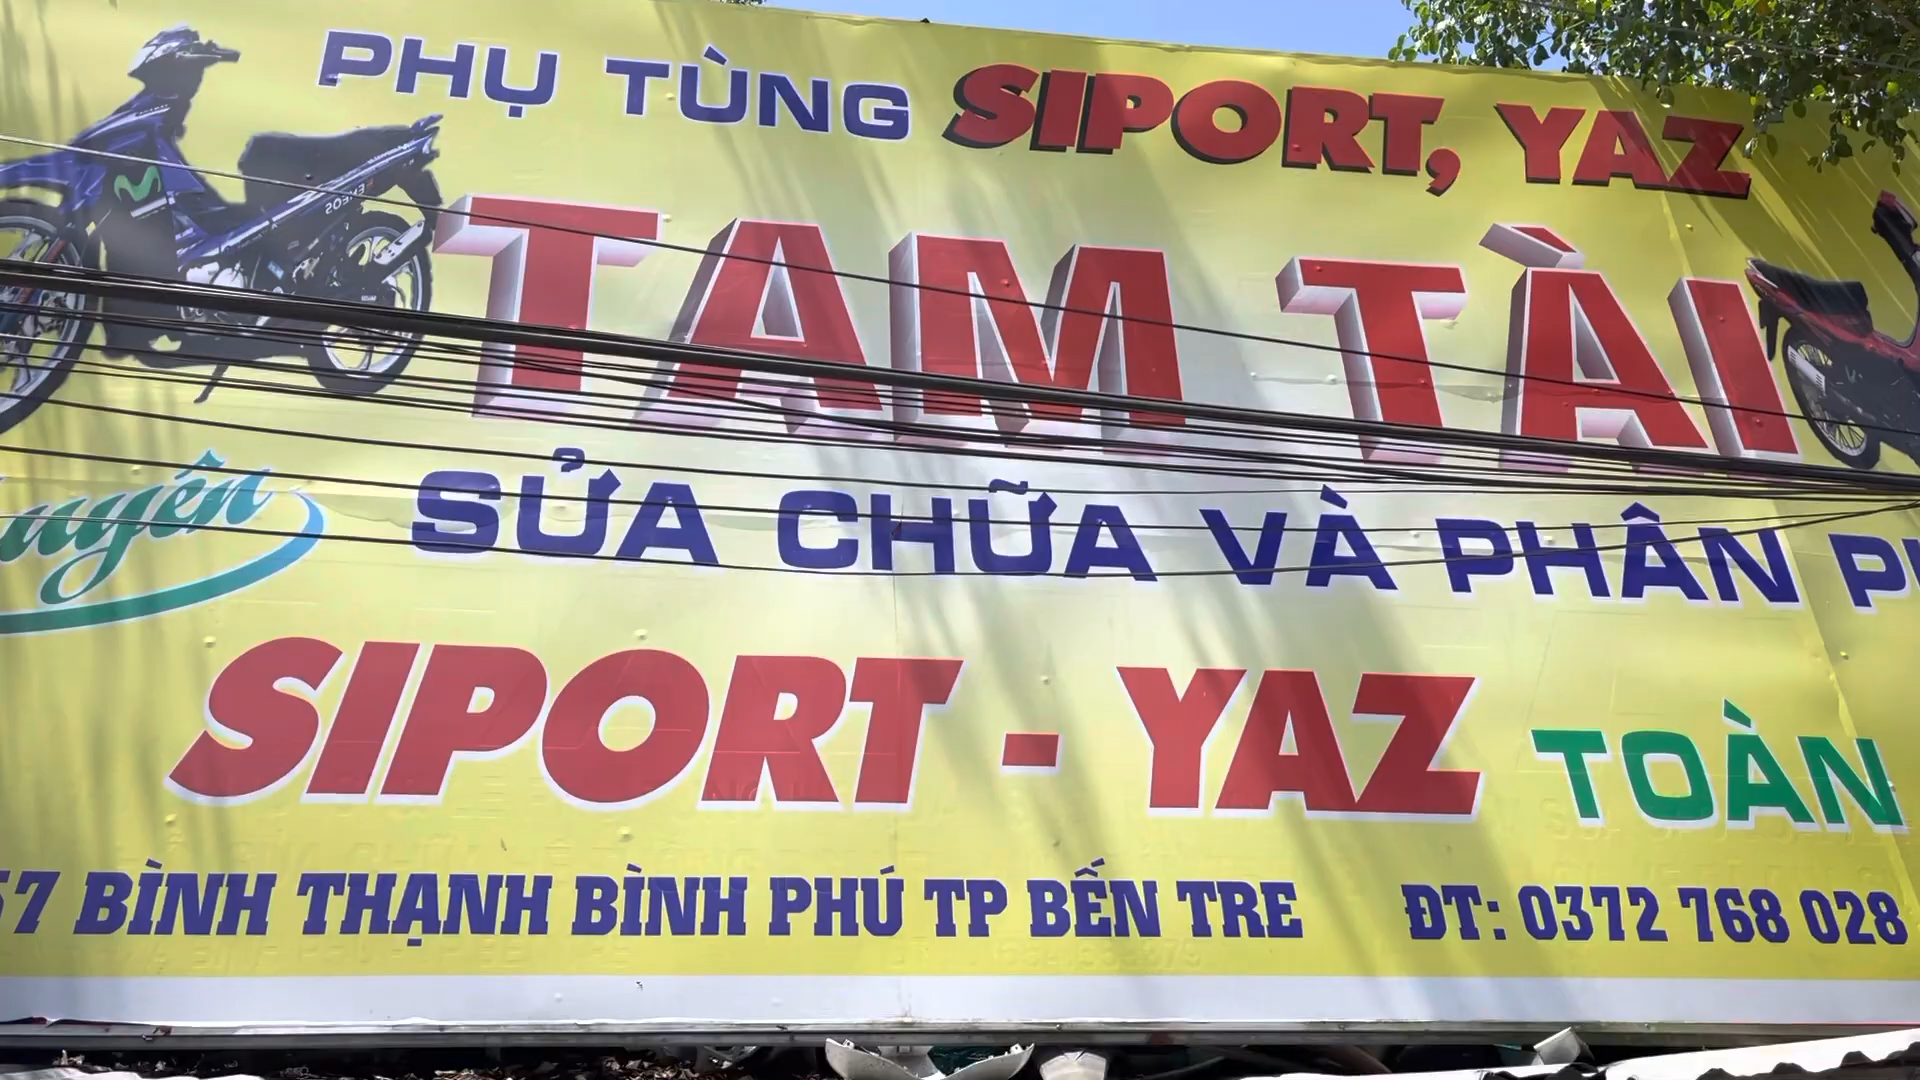 PHỤ TÙNG SIPORT, YAZ
TAM TÀI
SỬA CHỮA VÀ PHÂN
SIPORT - YAZ TOÀN
57 BÌNH THẠNH BÌNH PHÚ TP BẾN TRE ĐT: 0372 768 028